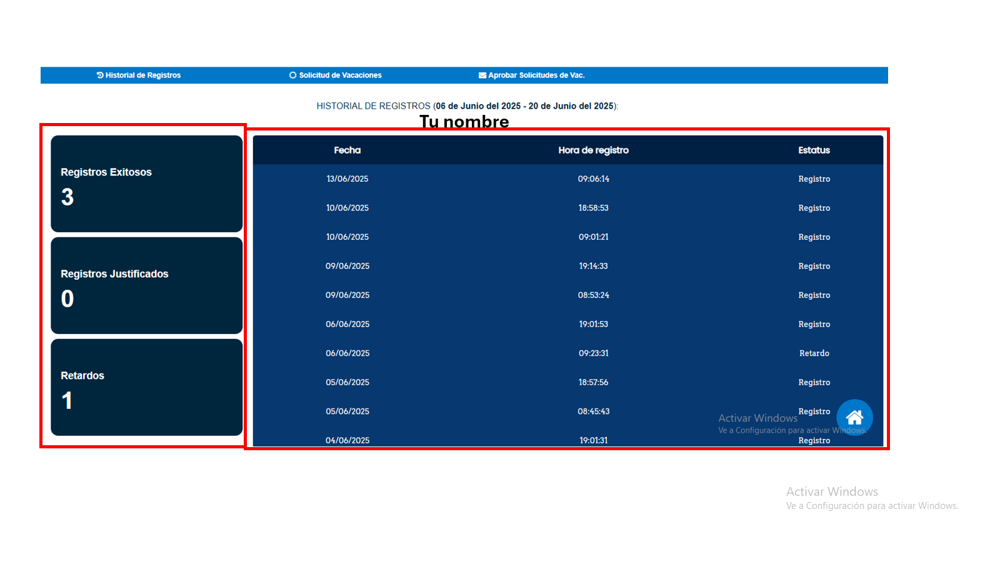 Historial de Registros Solicitud de Vacaciones Aprobar Solicitudes de Vac.
HISTORIAL DE REGISTROS (06 de Junio del 2025 - 20 de Junio del 2025):
Tu nombre
Registros Exitosos
3
Registros Justificados
0
Retardos
1
Fecha Hora de registro Estatus
13/06/2025 09:06:14 Registro
10/06/2025 18:58:53 Registro
10/06/2025 09:01:21 Registro
09/06/2025 19:14:33 Registro
09/06/2025 08:53:24 Registro
06/06/2025 19:01:53 Registro
06/06/2025 09:23:31 Retardo
05/06/2025 18:57:56 Registro
05/06/2025 08:45:43 Registro
04/06/2025 19:01:31 Registro
Activar Windows
Ve a Configuración para activar Windows.
Activar Windows
Ve a Configuración para activar Windows.